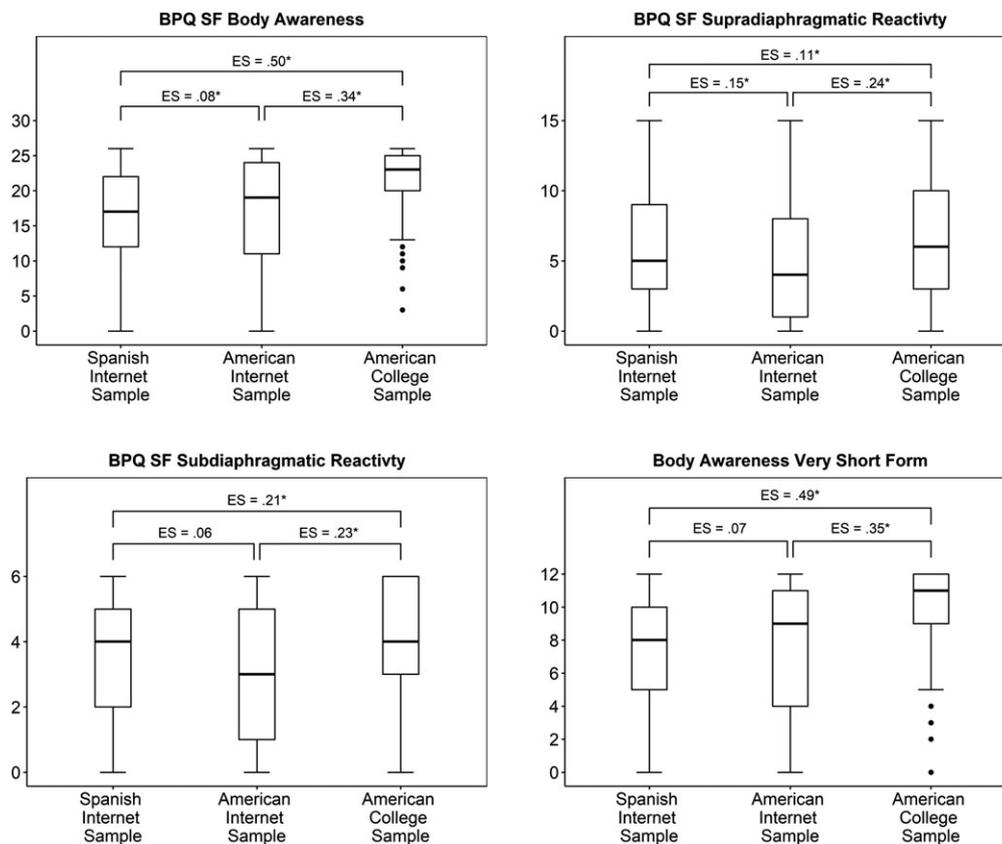 BPQ SF Body Awareness
ES = .50*
ES = .08*
ES = .34*
30
25
20
15
10
5
0
Spanish
Internet
Sample
American
Internet
Sample
American
College
Sample
BPQ SF Supradiaphragmatic Reactivty
ES = .11*
ES = .15*
ES = .24*
15
10
5
0
Spanish
Internet
Sample
American
Internet
Sample
American
College
Sample
BPQ SF Subdiaphragmatic Reactivty
ES = .21*
ES = .06
ES = .23*
6
4
2
0
Spanish
Internet
Sample
American
Internet
Sample
American
College
Sample
Body Awareness Very Short Form
ES = .49*
ES = .07
ES = .35*
12
10
8
6
4
2
0
Spanish
Internet
Sample
American
Internet
Sample
American
College
Sample